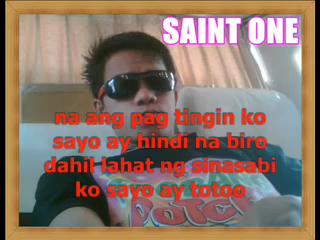 SAINT ONE
na ang pag tingin ko
sayo ay hindi na biro
dahil lahat ng sinasabi
ko sayo ay totoo